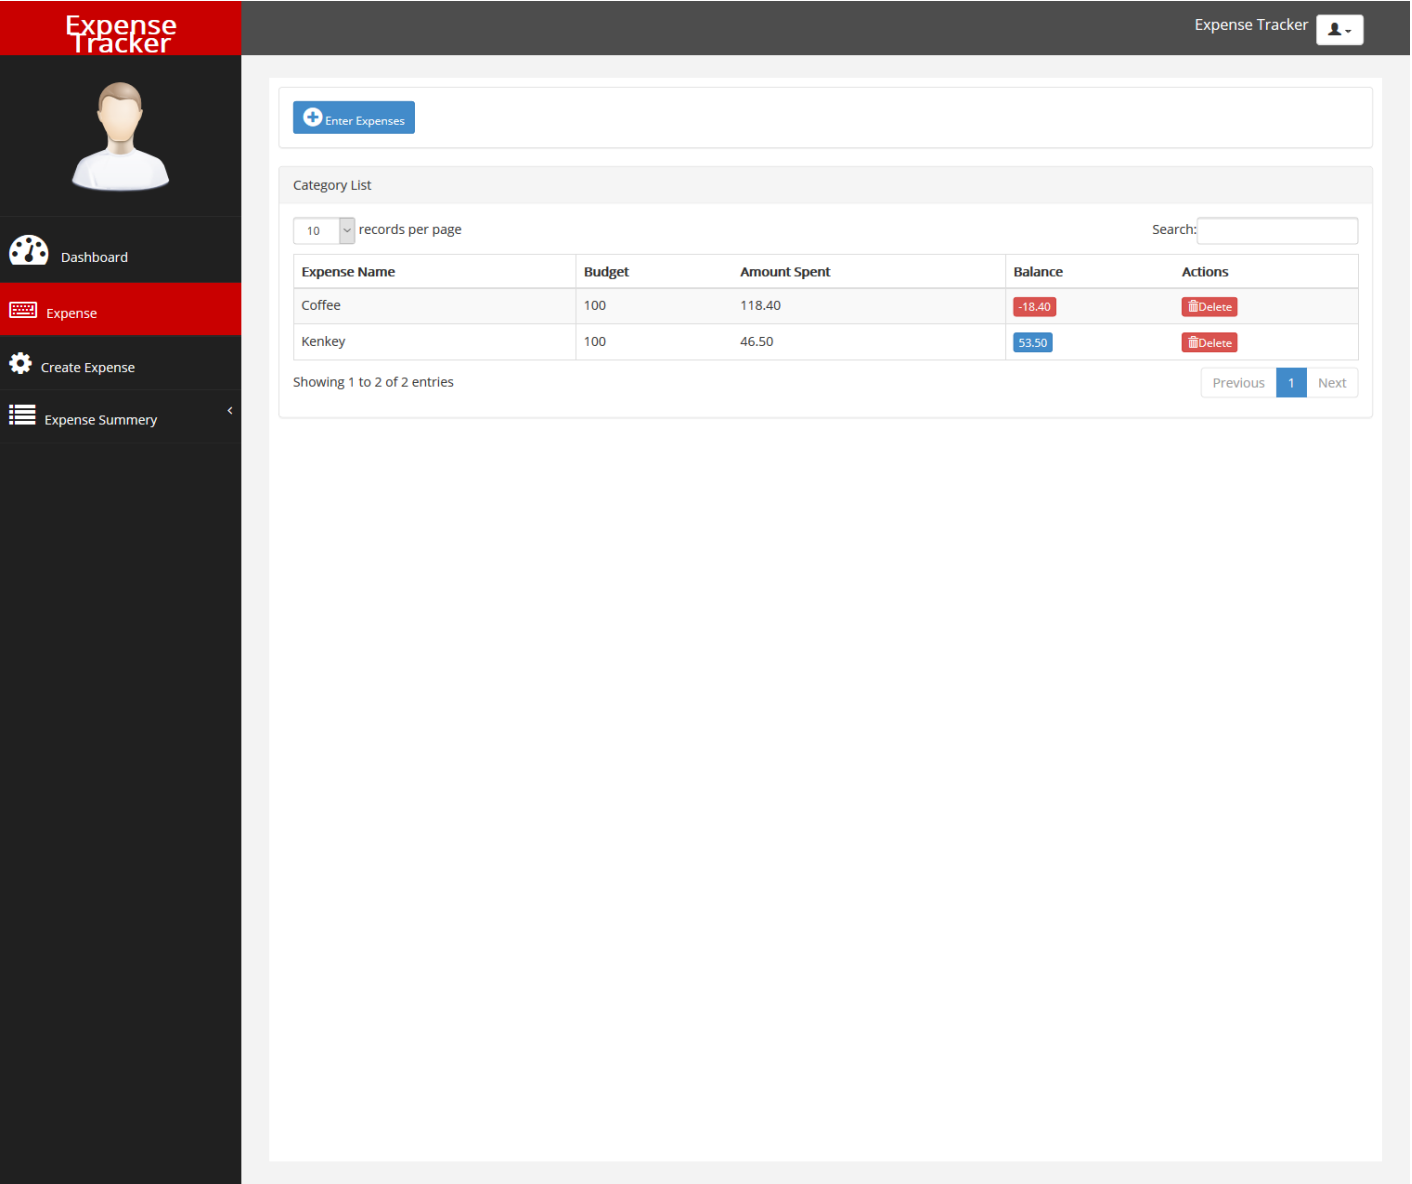 Expense
Tracker
Expense Tracker
Dashboard
Expense
Create Expense
Expense Summery
Enter Expenses
Category List
10 records per page
Search:
Expense Name Budget Amount Spent Balance Actions
Coffee 100 118.40 -18.40 Delete
Kenkey 100 46.50 53.50 Delete
Showing 1 to 2 of 2 entries
Previous 1 Next